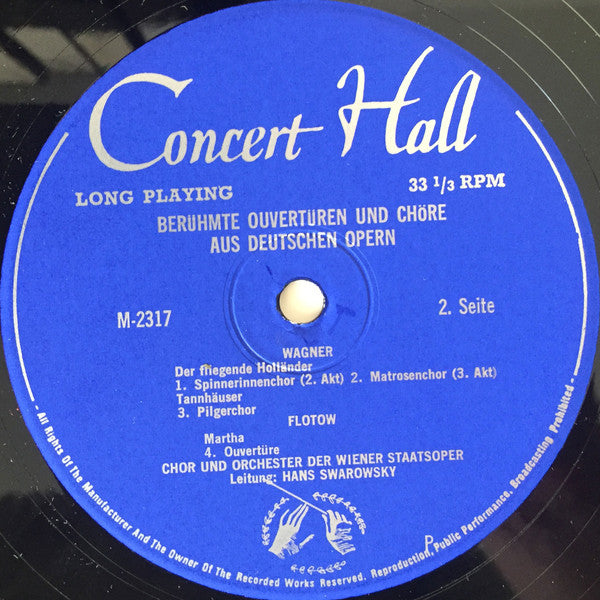 Concert Hall
LONG PLAYING 33 1/3 RPM
BERÜHMTE OUVERTÜREN UND CHÖRE
AUS DEUTSCHEN OPERN
M-2317 2. Seite
WAGNER
Der fliegende Holländer
1. Spinnerinnenchor (2. Akt) 2. Matrosenchor (3. Akt)
Tannhäuser
3. Pilgerchor
FLOTOW
Martha
4. Ouvertüre
CHOR UND ORCHESTER DER WIENER STAATSOPER
Leitung: HANS SWAROWSKY
- All Rights Of The Manufacturer And The Owner Of The Recorded Works Reserved. Reproduction, Public Performance, Broadcasting Prohibited -
P